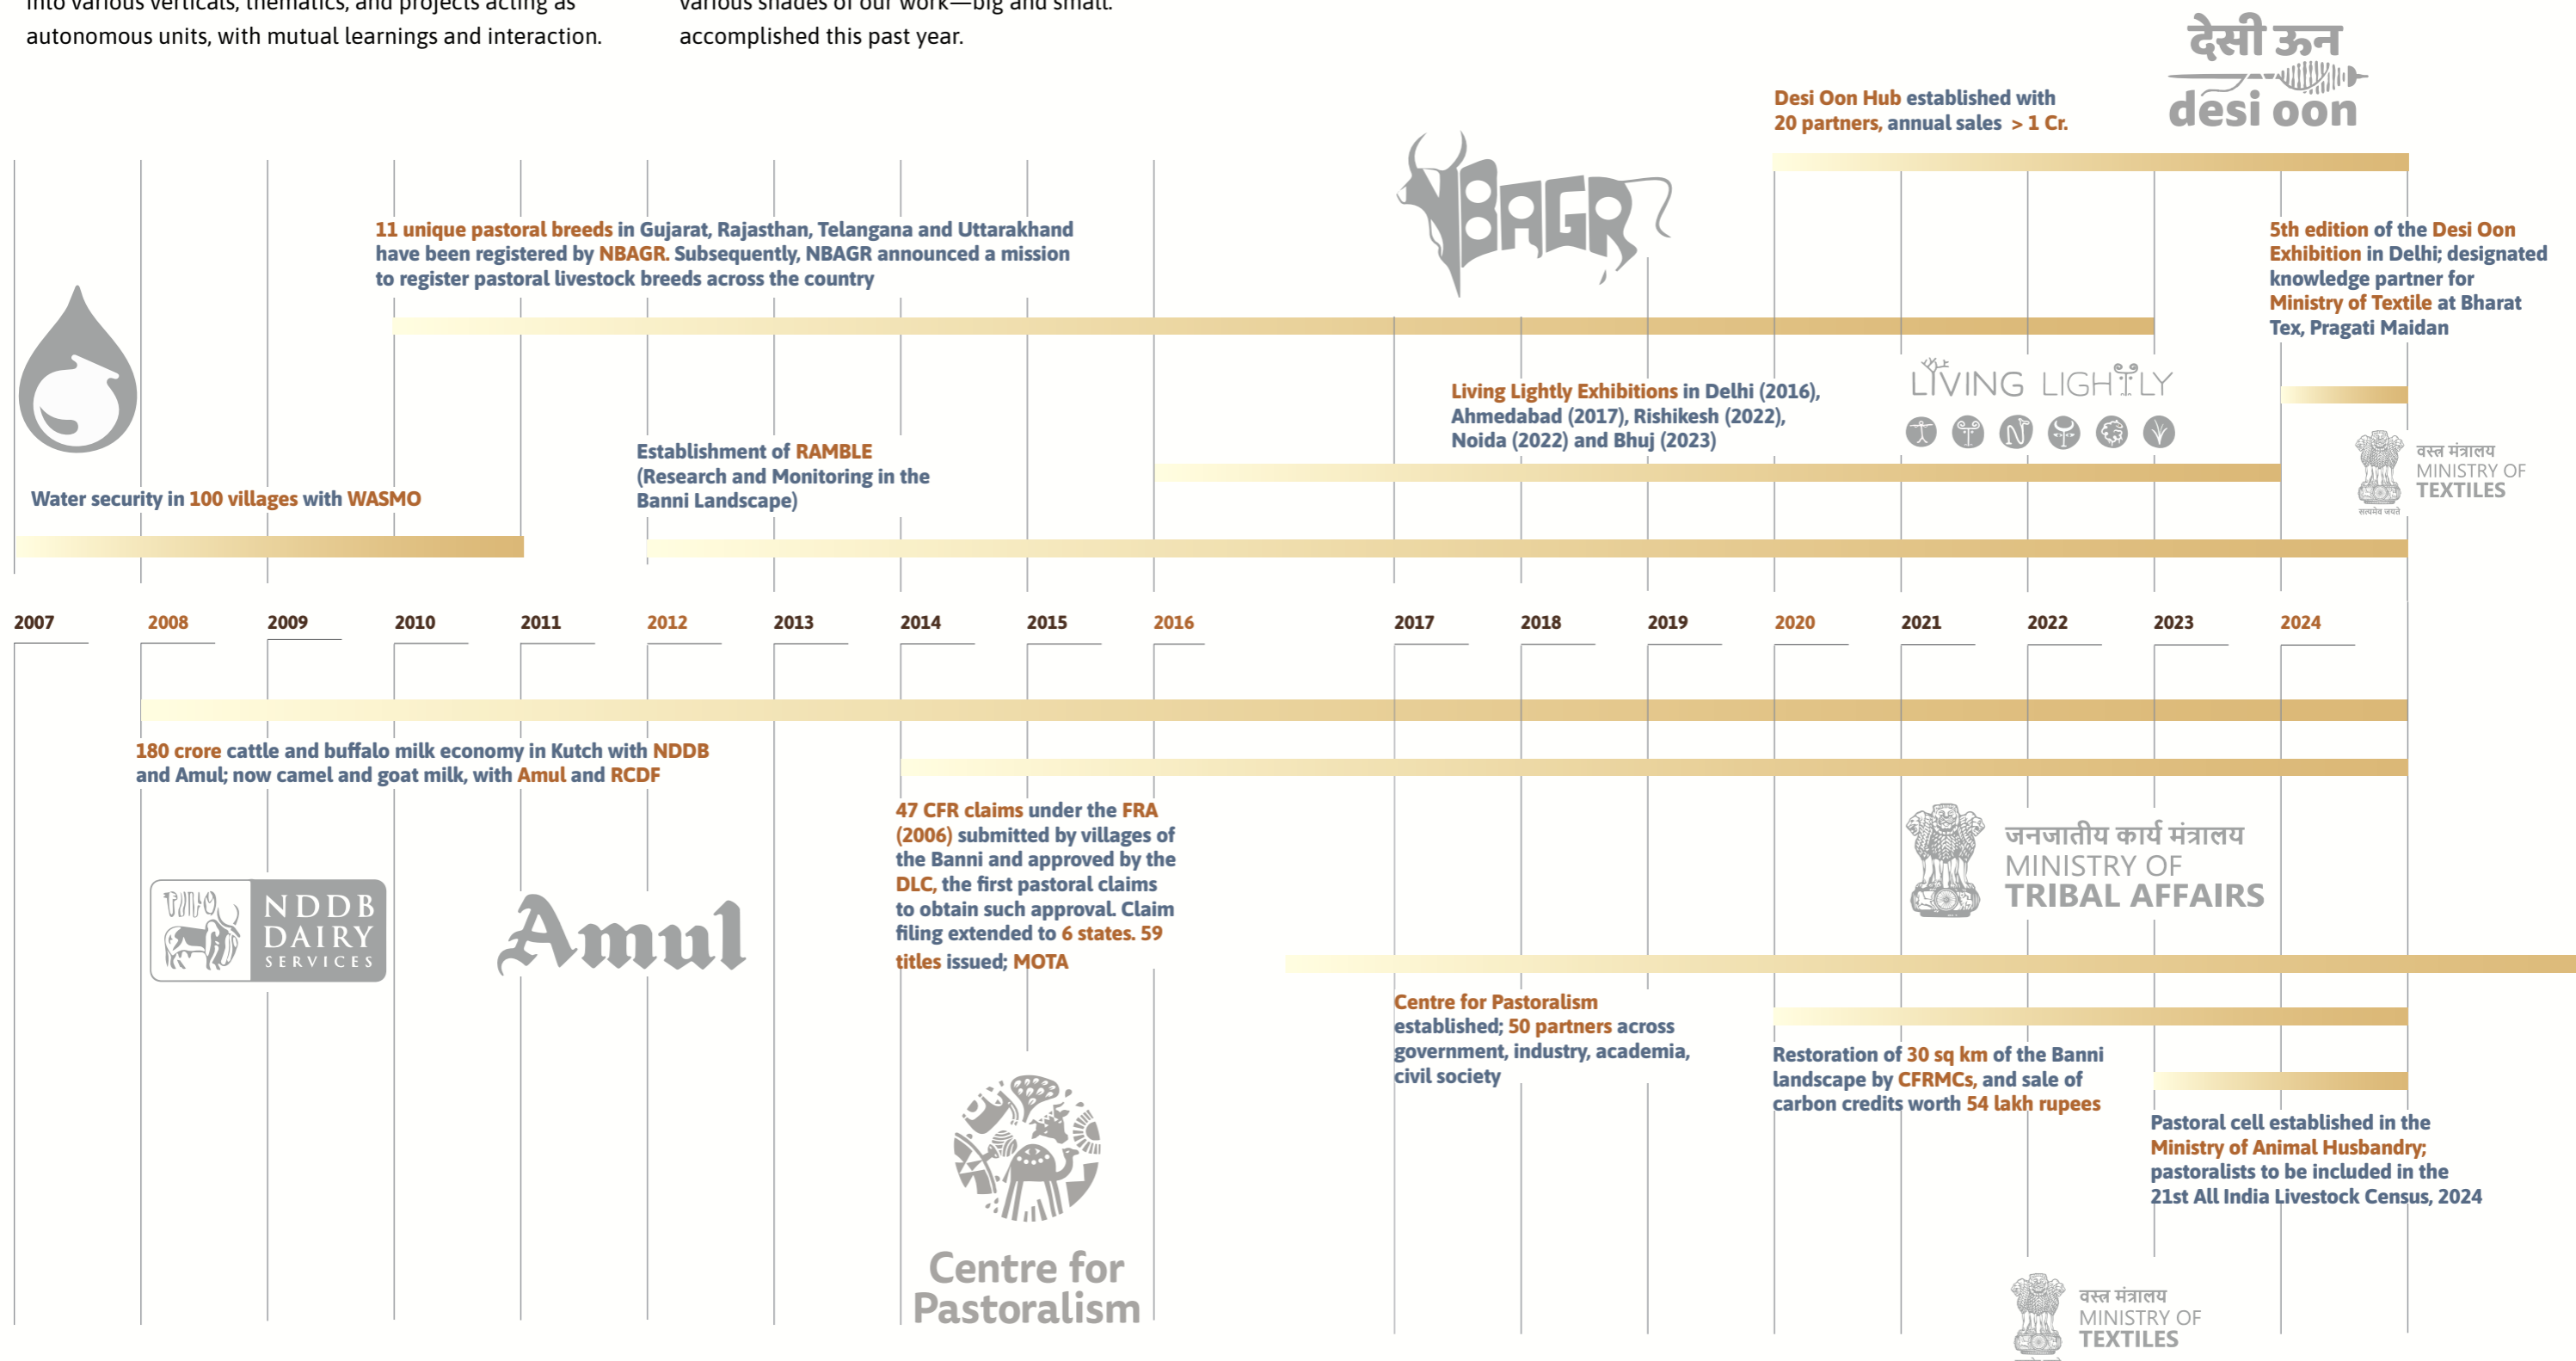 into various verticals, thematics, and projects acting as
autonomous units, with mutual learnings and interaction.
various shades of our work—big and small.
accomplished this past year.
देसी ऊन
desi oon
Desi Oon Hub established with
20 partners, annual sales > 1 Cr.
NBAGR
11 unique pastoral breeds in Gujarat, Rajasthan, Telangana and Uttarakhand
have been registered by NBAGR. Subsequently, NBAGR announced a mission
to register pastoral livestock breeds across the country
5th edition of the Desi Oon
Exhibition in Delhi; designated
knowledge partner for
Ministry of Textile at Bharat
Tex, Pragati Maidan
Living Lightly Exhibitions in Delhi (2016),
Ahmedabad (2017), Rishikesh (2022),
Noida (2022) and Bhuj (2023)
LIVING LIGHTLY
Establishment of RAMBLE
(Research and Monitoring in the
Banni Landscape)
वस्त्र मंत्रालय
MINISTRY OF
TEXTILES
सत्यमेव जयते
Water security in 100 villages with WASMO
2007 2008 2009 2010 2011 2012 2013 2014 2015 2016 2017 2018 2019 2020 2021 2022 2023 2024
180 crore cattle and buffalo milk economy in Kutch with NDDB
and Amul; now camel and goat milk, with Amul and RCDF
NDDB
DAIRY
SERVICES
Amul
47 CFR claims under the FRA
(2006) submitted by villages of
the Banni and approved by the
DLC, the first pastoral claims
to obtain such approval. Claim
filing extended to 6 states. 59
titles issued; MOTA
जनजातीय कार्य मंत्रालय
MINISTRY OF
TRIBAL AFFAIRS
Centre for Pastoralism
established; 50 partners across
government, industry, academia,
civil society
Restoration of 30 sq km of the Banni
landscape by CFRMCs, and sale of
carbon credits worth 54 lakh rupees
Pastoral cell established in the
Ministry of Animal Husbandry;
pastoralists to be included in the
21st All India Livestock Census, 2024
Centre for
Pastoralism
वस्त्र मंत्रालय
MINISTRY OF
TEXTILES